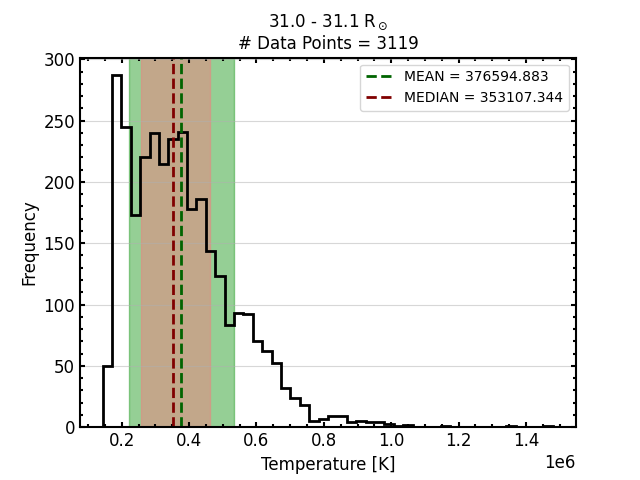 31.0 - 31.1 R⊙
# Data Points = 3119
MEAN = 376594.883
MEDIAN = 353107.344
Frequency
300
250
200
150
100
50
0
0.2 0.4 0.6 0.8 1.0 1.2 1.4
1e6
Temperature [K]